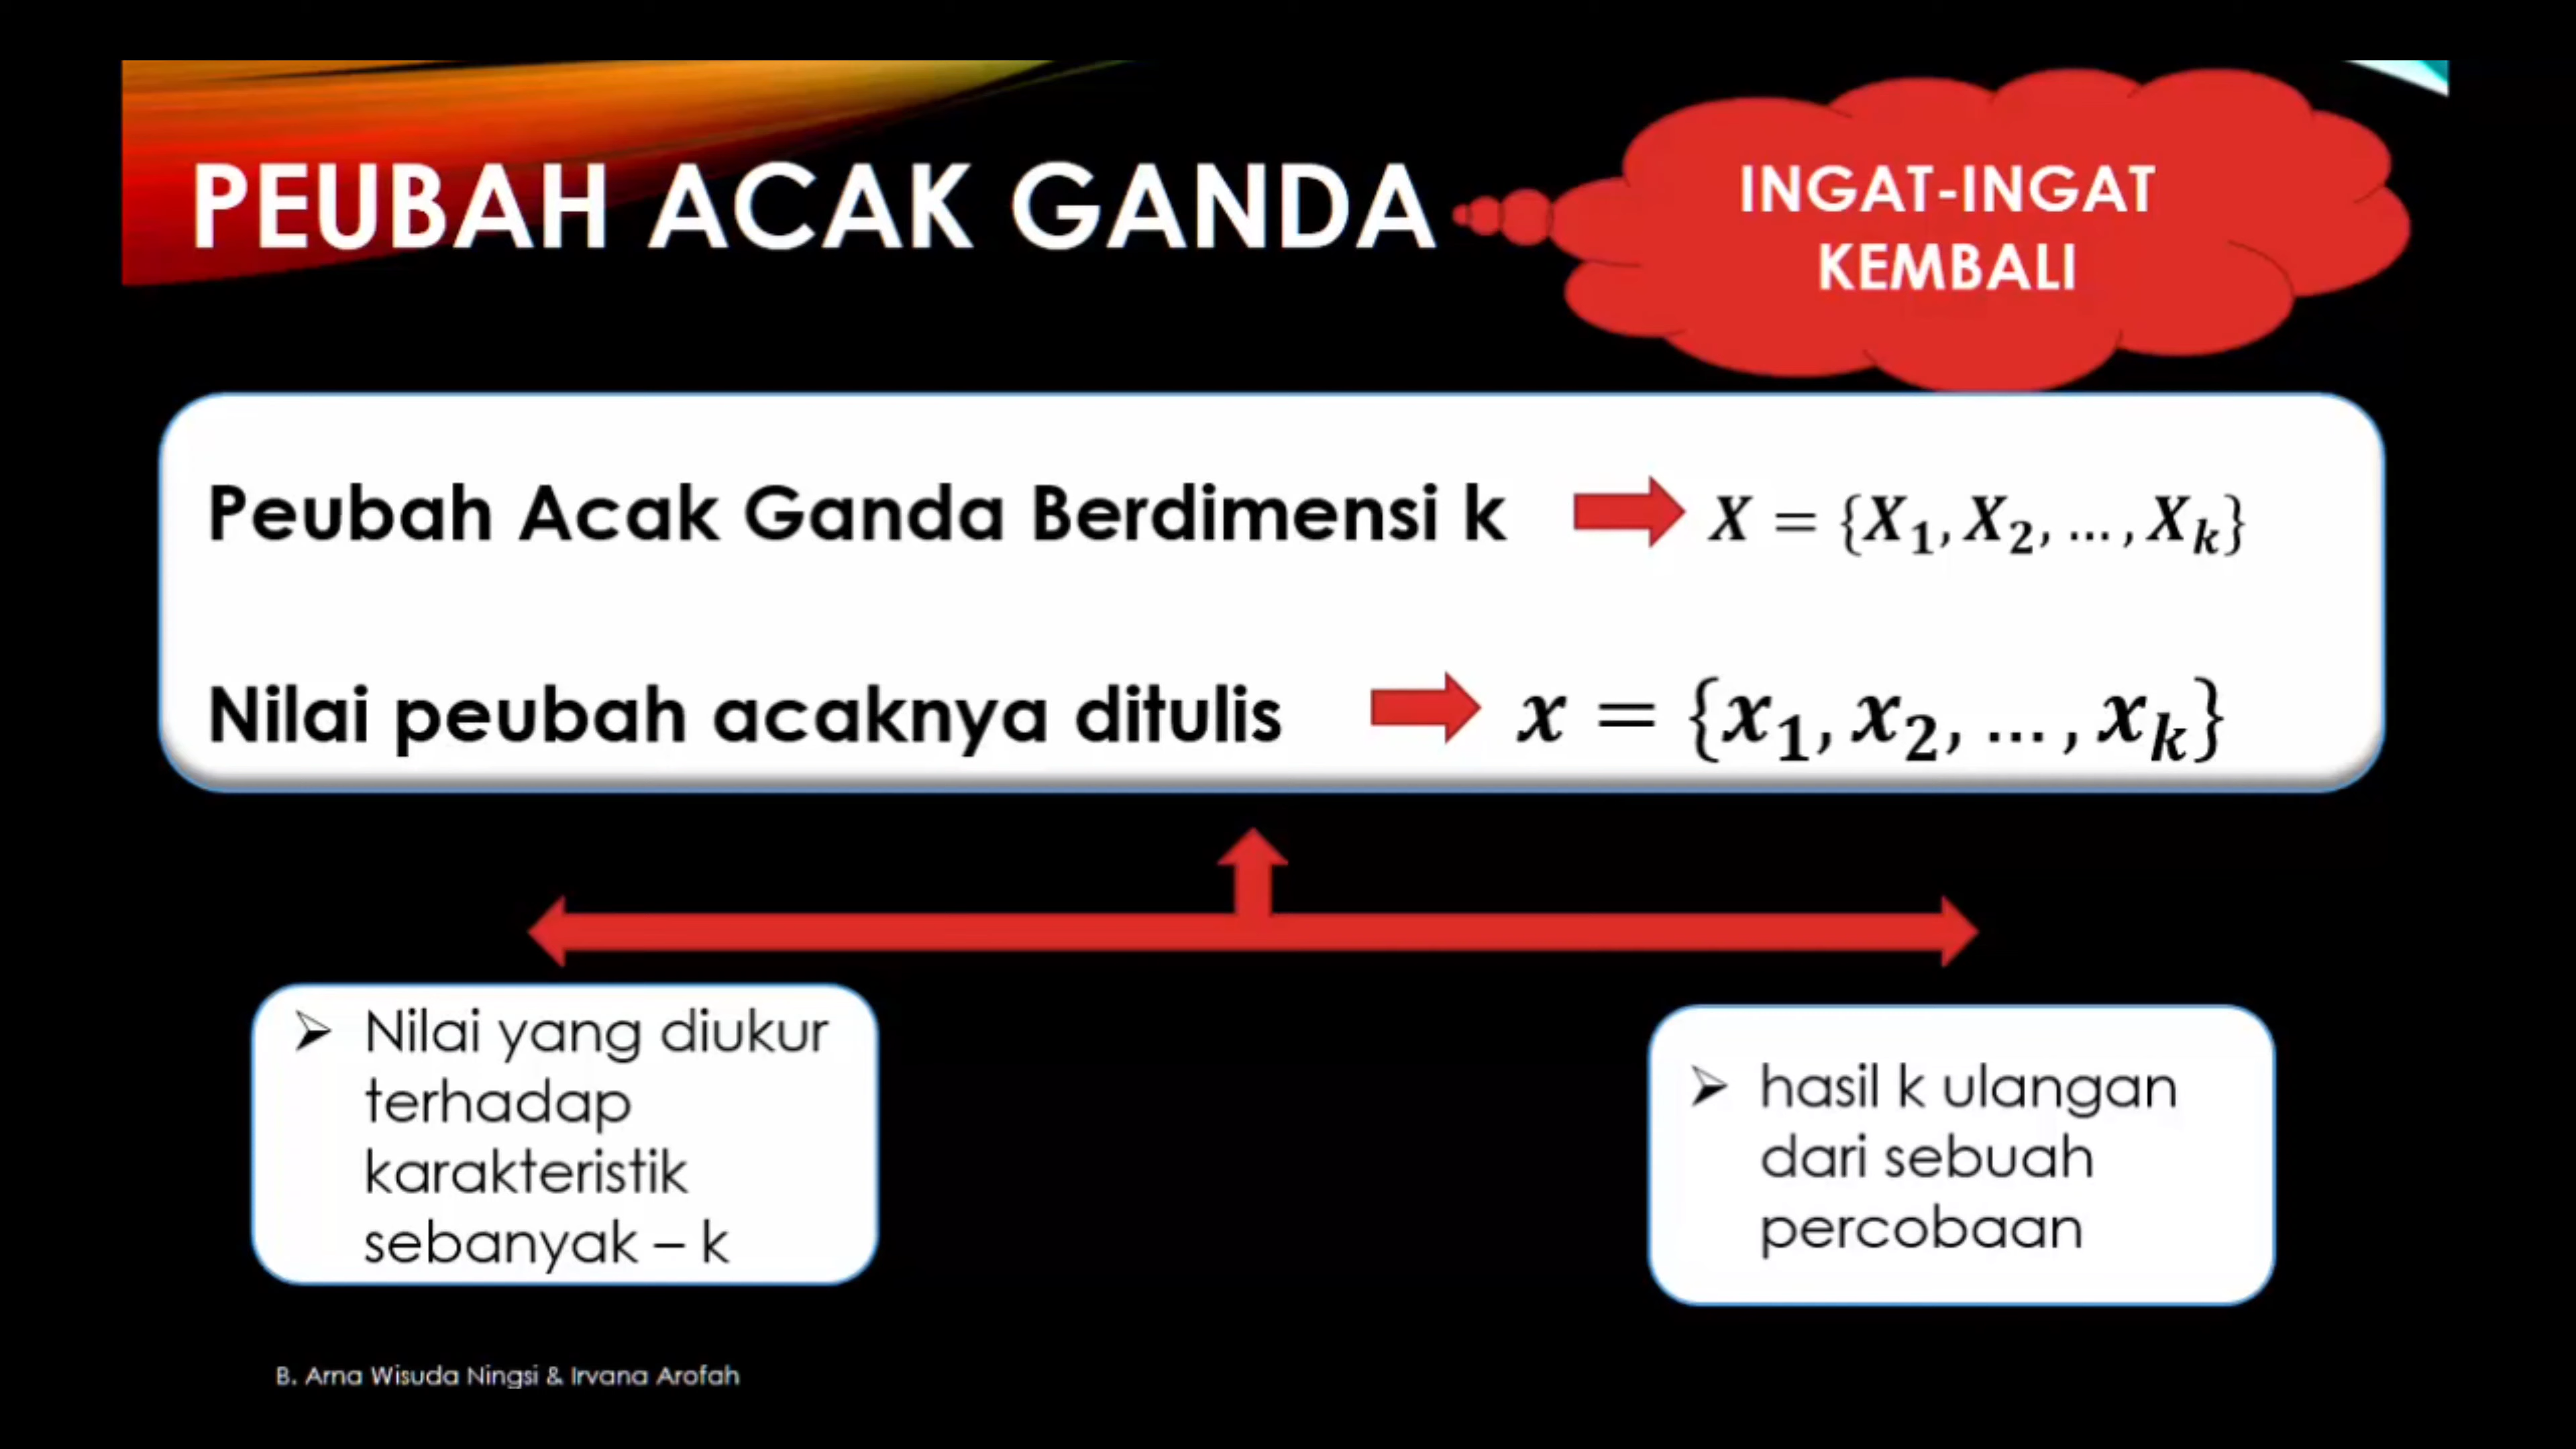 PEUBAH ACAK GANDA
INGAT-INGAT
KEMBALI
Peubah Acak Ganda Berdimensi k
X = {X₁, X₂, … , Xₖ}
Nilai peubah acaknya ditulis
x = {x₁, x₂, … , xₖ}
➢ Nilai yang diukur
terhadap
karakteristik
sebanyak – k
➢ hasil k ulangan
dari sebuah
percobaan
B. Arna Wisuda Ningsi & Irvana Arofah